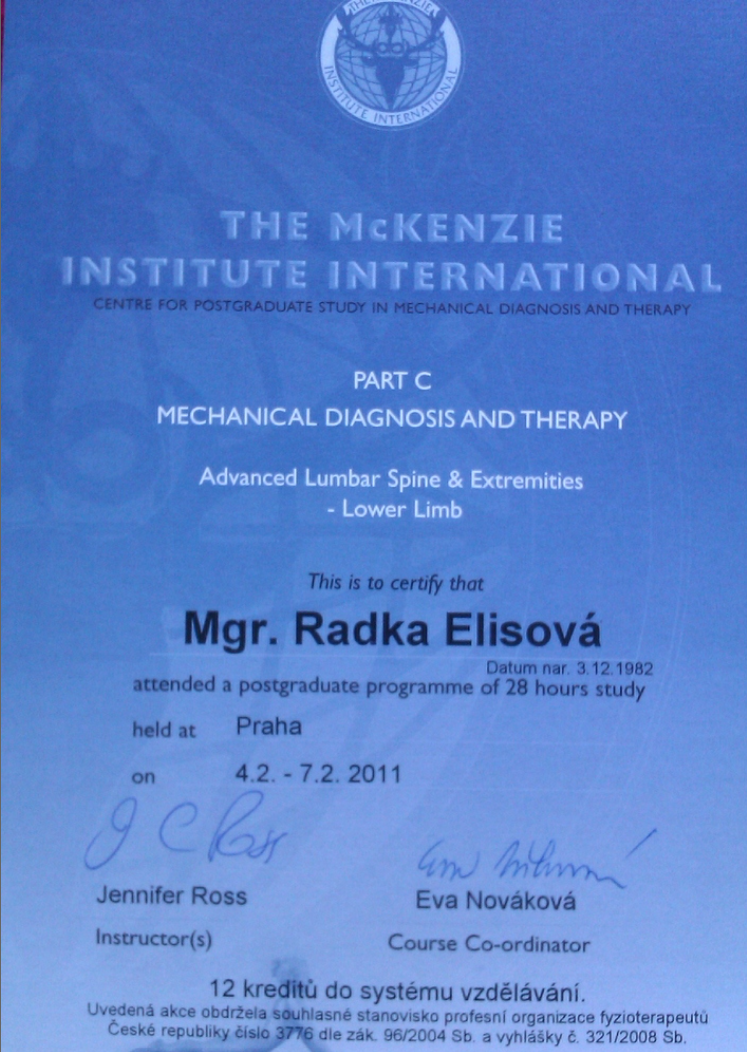 THE McKENZIE
INSTITUTE INTERNATIONAL
THE McKENZIE
INSTITUTE INTERNATIONAL
CENTRE FOR POSTGRADUATE STUDY IN MECHANICAL DIAGNOSIS AND THERAPY
PART C
MECHANICAL DIAGNOSIS AND THERAPY
Advanced Lumbar Spine & Extremities
- Lower Limb
This is to certify that
Mgr. Radka Elisová
Datum nar. 3.12.1982
attended a postgraduate programme of 28 hours study
held at Praha
on 4.2. - 7.2. 2011
J C Ross
Jennifer Ross Eva Nováková
Instructor(s) Course Co-ordinator
12 kreditů do systému vzdělávání.
Uvedená akce obdržela souhlasné stanovisko profesní organizace fyzioterapeutů
České republiky číslo 3776 dle zák. 96/2004 Sb. a vyhlášky č. 321/2008 Sb.